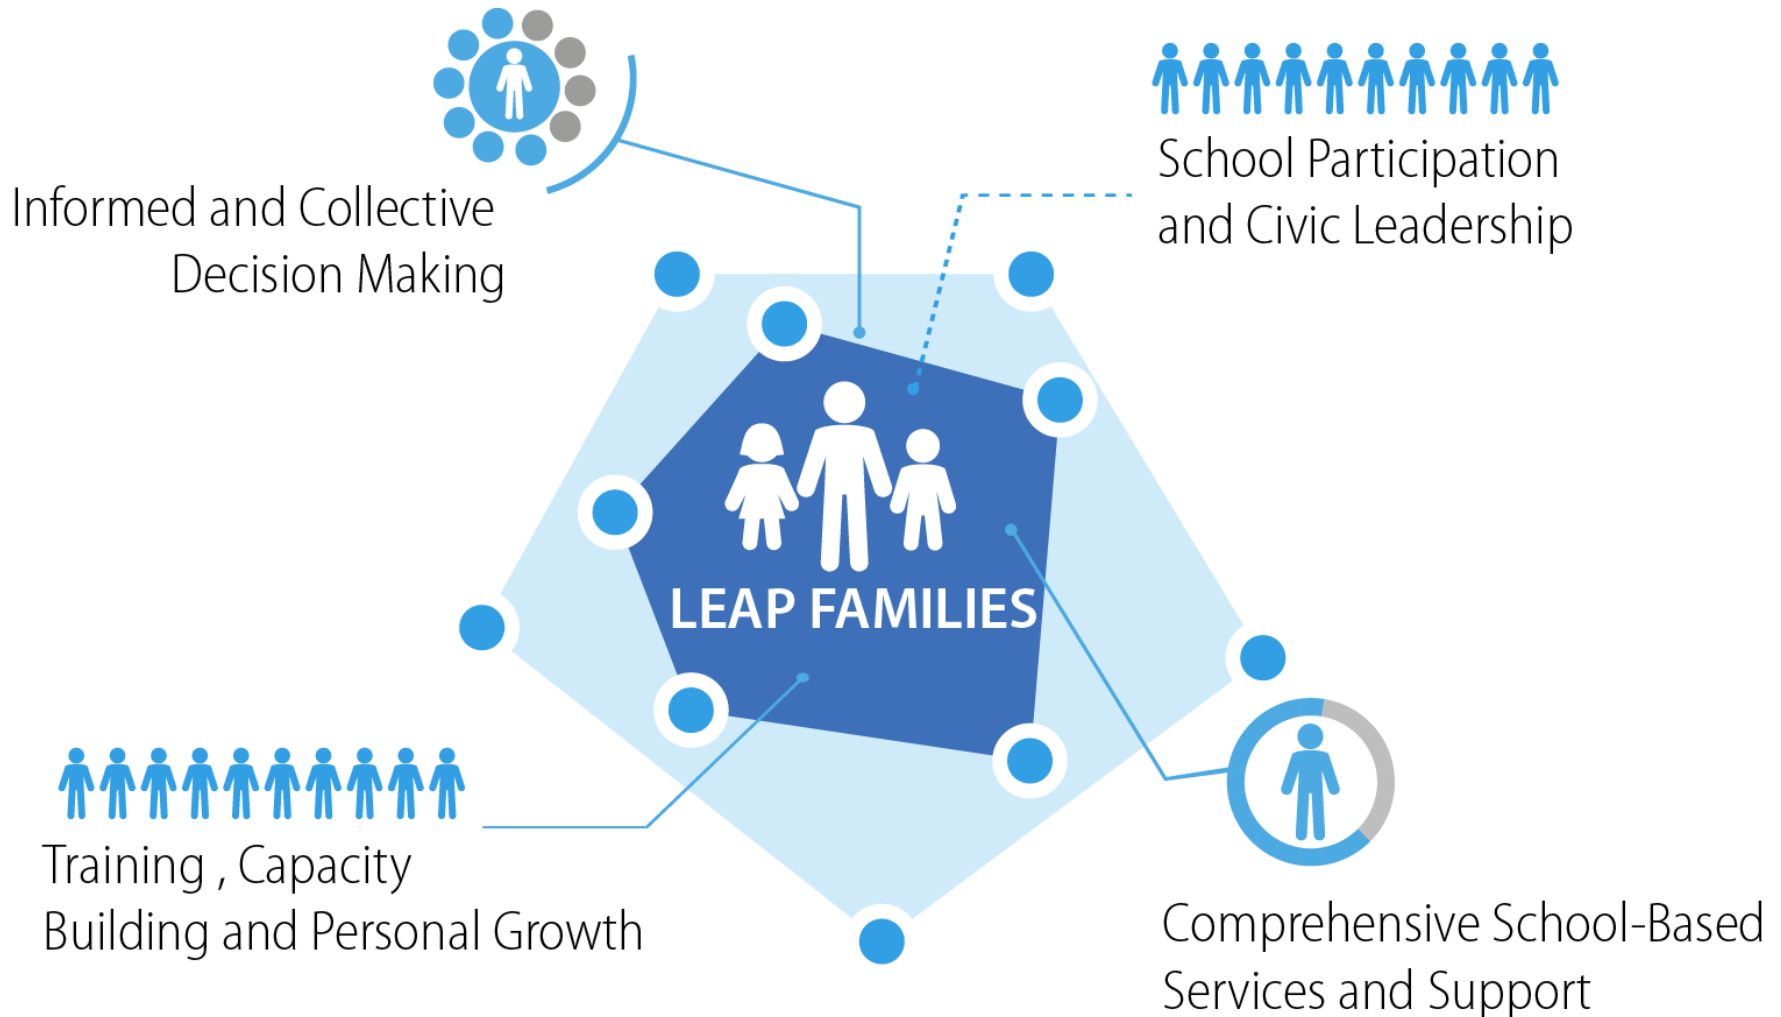 Informed and Collective
Decision Making
School Participation
and Civic Leadership
LEAP FAMILIES
Training , Capacity
Building and Personal Growth
Comprehensive School-Based
Services and Support